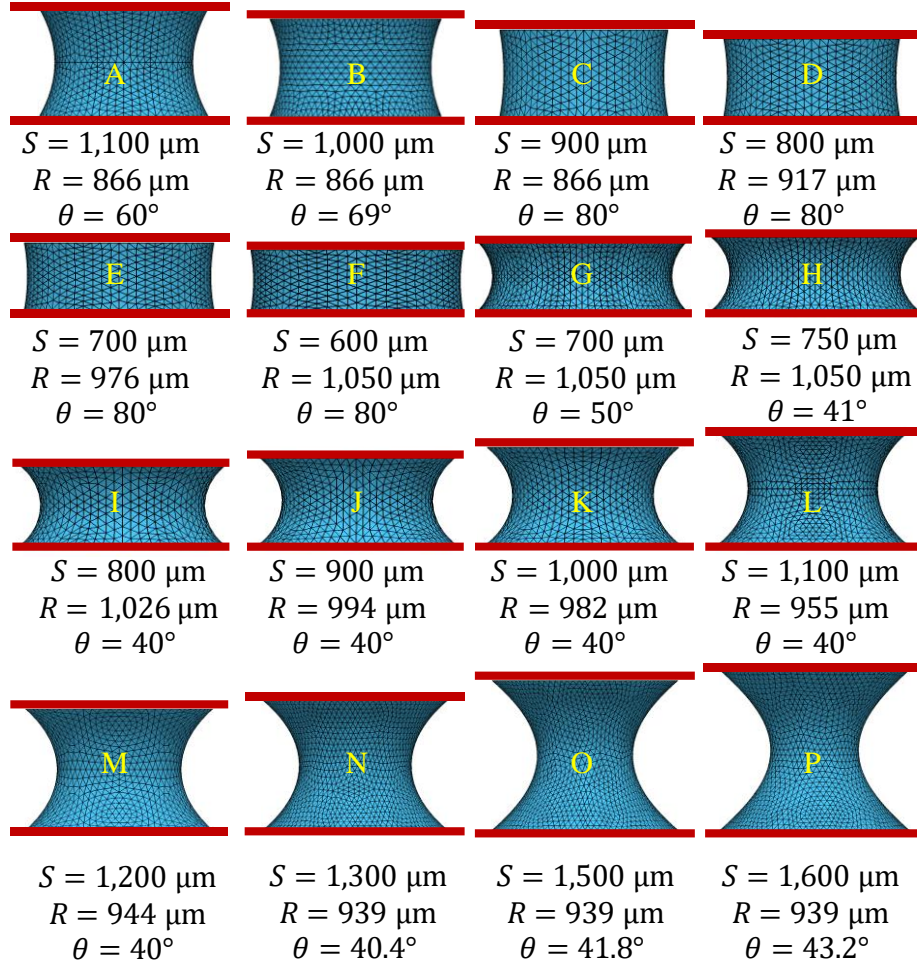 A B C D
S = 1,100 μm S = 1,000 μm S = 900 μm S = 800 μm
R = 866 μm R = 866 μm R = 866 μm R = 917 μm
θ = 60° θ = 69° θ = 80° θ = 80°
E F G H
S = 700 μm S = 600 μm S = 700 μm S = 750 μm
R = 976 μm R = 1,050 μm R = 1,050 μm R = 1,050 μm
θ = 80° θ = 80° θ = 50° θ = 41°
I J K L
S = 800 μm S = 900 μm S = 1,000 μm S = 1,100 μm
R = 1,026 μm R = 994 μm R = 982 μm R = 955 μm
θ = 40° θ = 40° θ = 40° θ = 40°
M N O P
S = 1,200 μm S = 1,300 μm S = 1,500 μm S = 1,600 μm
R = 944 μm R = 939 μm R = 939 μm R = 939 μm
θ = 40° θ = 40.4° θ = 41.8° θ = 43.2°